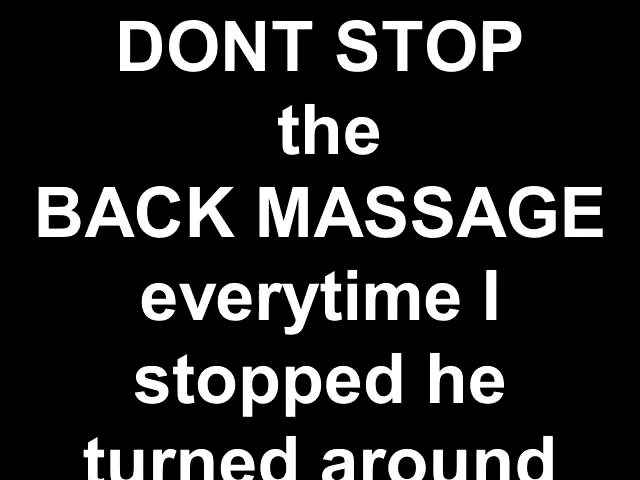 DONT STOP
the
BACK MASSAGE
everytime I
stopped he
turned around